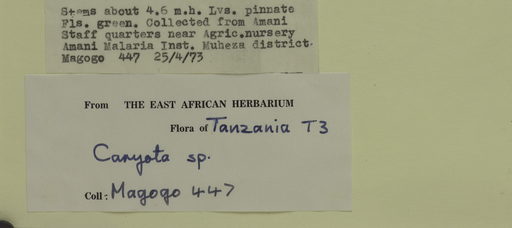 Stems about 4.6 m.h. Lvs. pinnate
Fls. green. Collected from Amani
Staff quarters near Agric.nursery
Amani Malaria Inst. Muheza district.
Magogo 447 25/4/73
From THE EAST AFRICAN HERBARIUM
Flora of Tanzania T3
Caryota sp.
Coll: Magogo 447